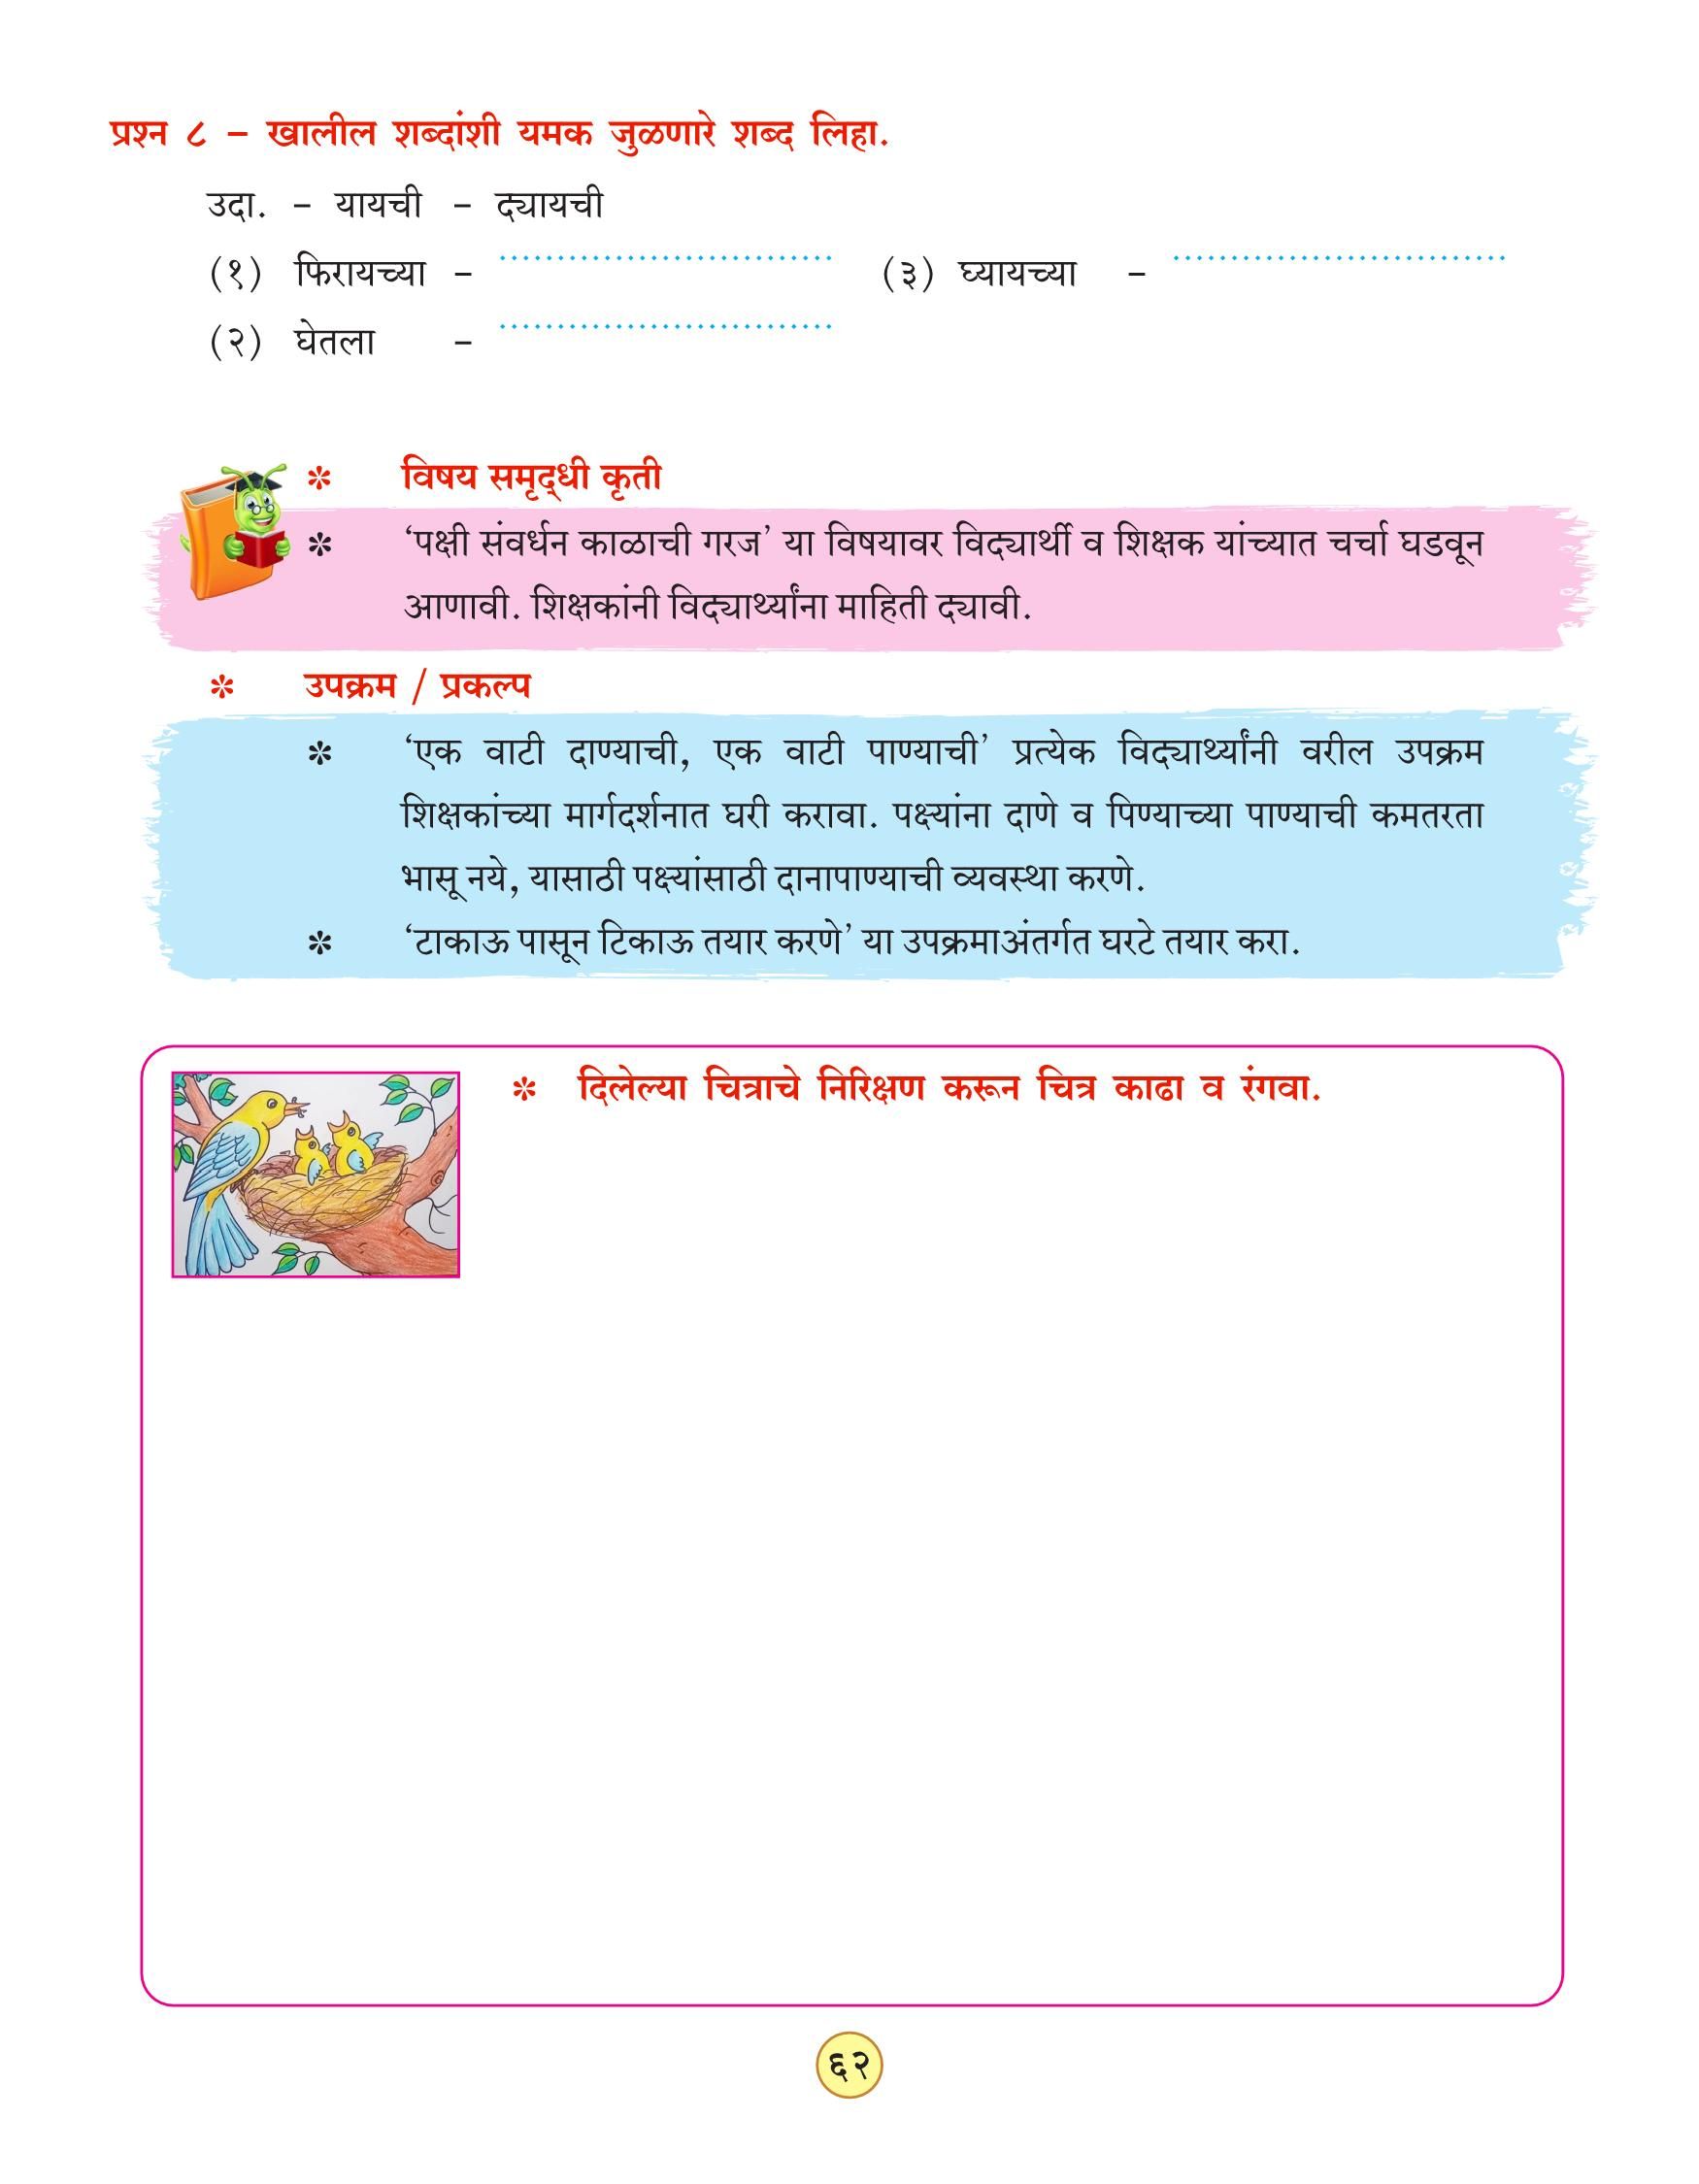 प्रश्न ८ – खालील शब्दांशी यमक जुळणारे शब्द लिहा.
उदा. – यायची – द्यायची
(१) फिरायच्या – ............................. (३) घ्यायच्या – .............................
(२) घेतला – .............................
* विषय समृद्धी कृती
* ‘पक्षी संवर्धन काळाची गरज’ या विषयावर विद्यार्थी व शिक्षक यांच्यात चर्चा घडवून
आणावी. शिक्षकांनी विद्यार्थ्यांना माहिती द्यावी.
* उपक्रम / प्रकल्प
* ‘एक वाटी दाण्याची, एक वाटी पाण्याची’ प्रत्येक विद्यार्थ्यांनी वरील उपक्रम
शिक्षकांच्या मार्गदर्शनात घरी करावा. पक्ष्यांना दाणे व पिण्याच्या पाण्याची कमतरता
भासू नये, यासाठी पक्ष्यांसाठी दानापाण्याची व्यवस्था करणे.
* ‘टाकाऊ पासून टिकाऊ तयार करणे’ या उपक्रमाअंतर्गत घरटे तयार करा.
* दिलेल्या चित्राचे निरिक्षण करून चित्र काढा व रंगवा.
६२